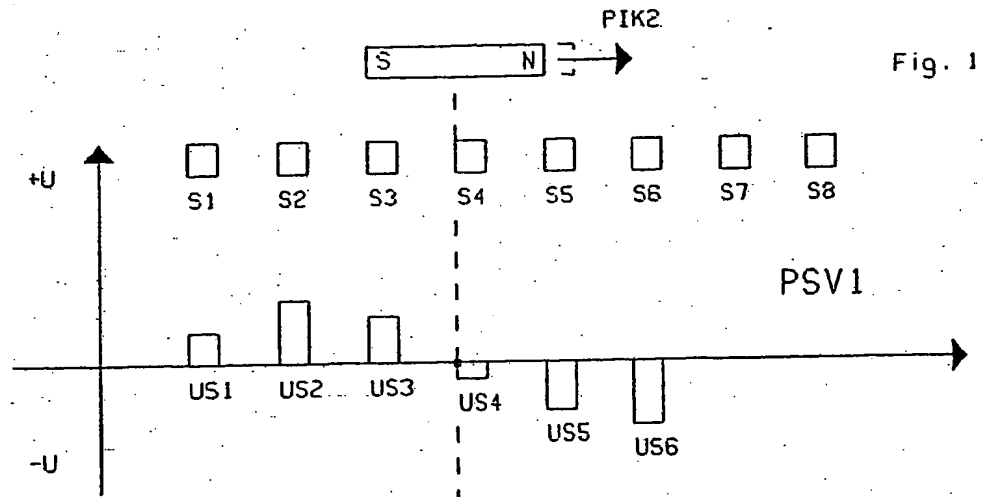 PIK2
S N
Fig. 1
+U
S1 S2 S3 S4 S5 S6 S7 S8
PSV1
US1 US2 US3 US4 US5 US6
-U